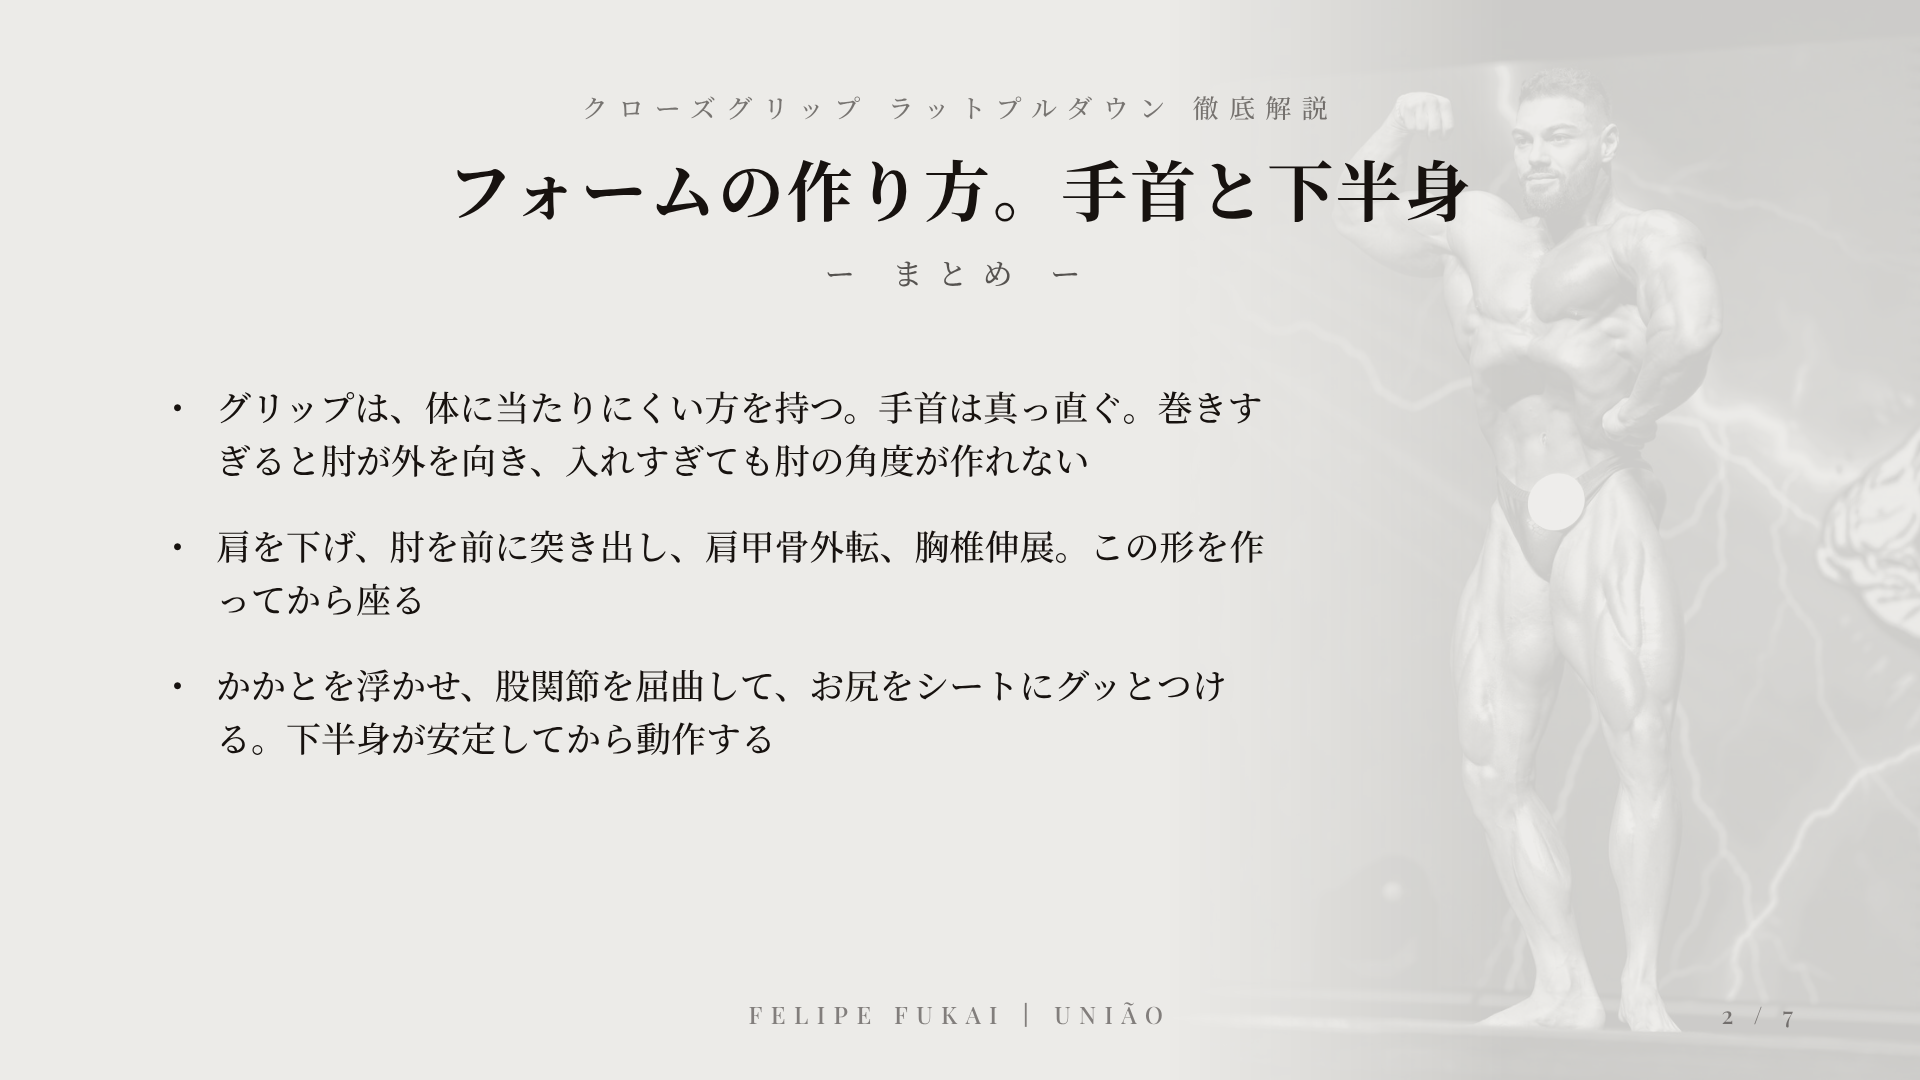 クローズグリップ ラットプルダウン 徹底解説
フォームの作り方。手首と下半身
ー まとめ ー
・ グリップは、体に当たりにくい方を持つ。手首は真っ直ぐ。巻きす
ぎると肘が外を向き、入れすぎても肘の角度が作れない
・ 肩を下げ、肘を前に突き出し、肩甲骨外転、胸椎伸展。この形を作
ってから座る
・ かかとを浮かせ、股関節を屈曲して、お尻をシートにグッとつけ
る。下半身が安定してから動作する
FELIPE FUKAI | UNIÃO
2 / 7